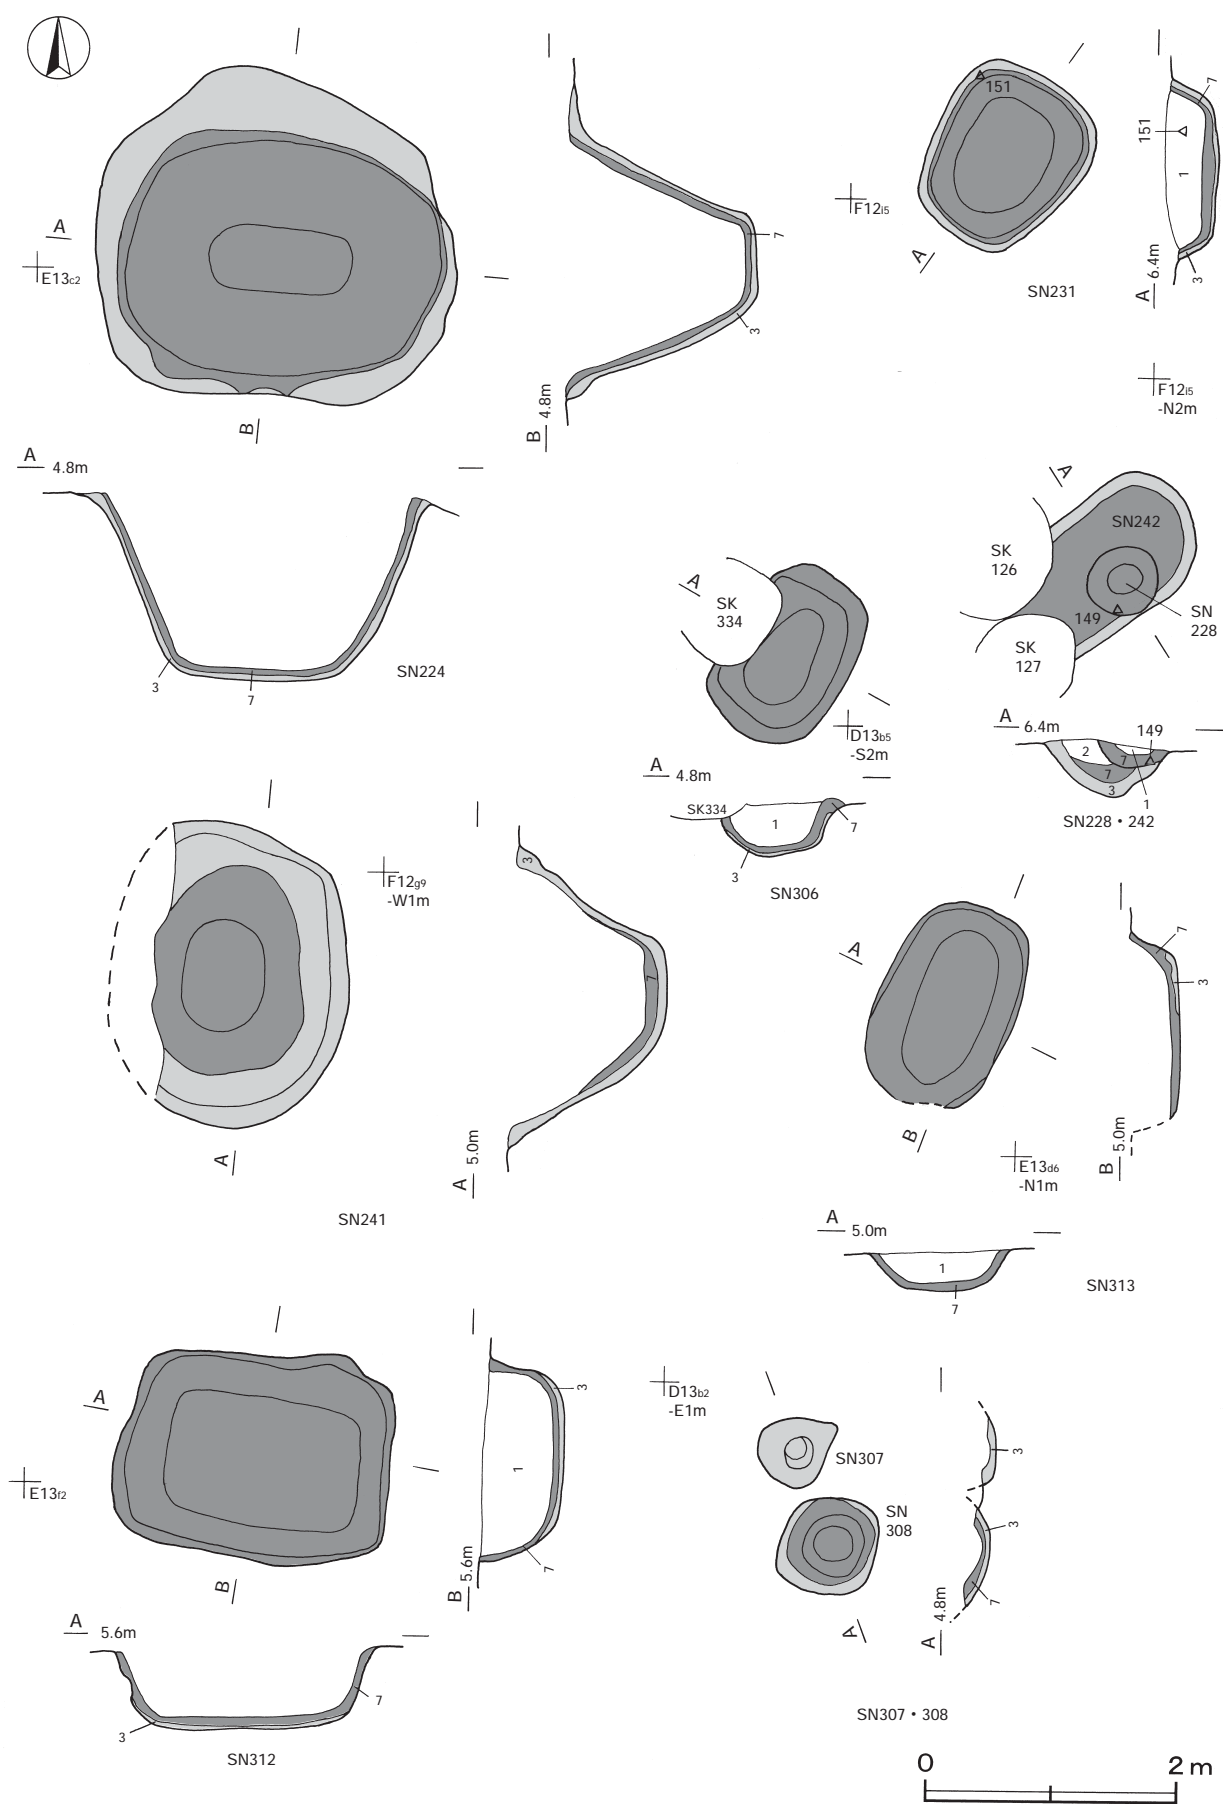 A
E13c2
B
B 4.8m
7
3
A 4.8m
3
7
SN224
151
F12i5
A
SN231
7
151
1
A 6.4m
3
F12i5
-N2m
A
SN242
SK
126
149
SN
228
SK
127
A 6.4m
149
2
7
7
3
1
SN228・242
A
SK
334
D13b5
-S2m
A 4.8m
SK334
1
7
3
SN306
F12g9
-W1m
A
3
7
A 5.0m
SN241
A
B
E13d6
-N1m
7
3
B 5.0m
A 5.0m
1
7
SN313
A
E13f2
B
3
1
7
B 5.6m
A 5.6m
7
3
SN312
D13b2
-E1m
SN307
SN
308
A
3
3
7
A 4.8m
SN307・308
0 2 m